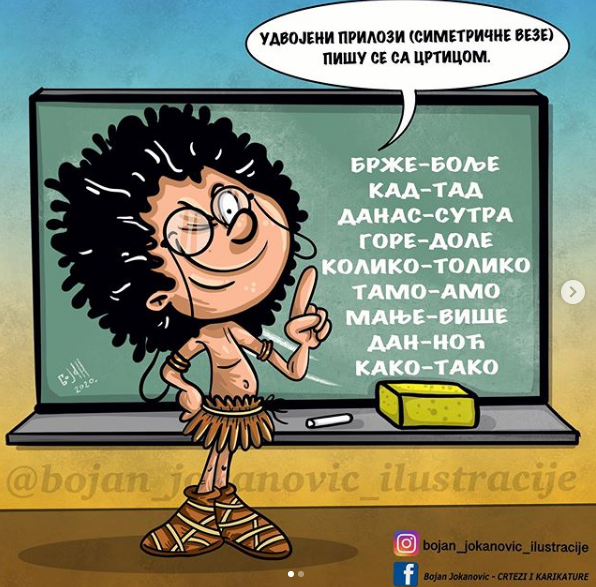 УДВОЈЕНИ ПРИЛОЗИ (СИМЕТРИЧНЕ ВЕЗЕ)
ПИШУ СЕ СА ЦРТИЦОМ.
БРЖЕ-БОЉЕ
КАД-ТАД
ДАНАС-СУТРА
ГОРЕ-ДОЛЕ
КОЛИКО-ТОЛИКО
ТАМО-АМО
МАЊЕ-ВИШЕ
ДАН-НОЋ
КАКО-ТАКО
2020.
@bojan_jokanovic_ilustracije
bojan_jokanovic_ilustracije
Bojan Jokanovic - CRTEZI I KARIKATURE